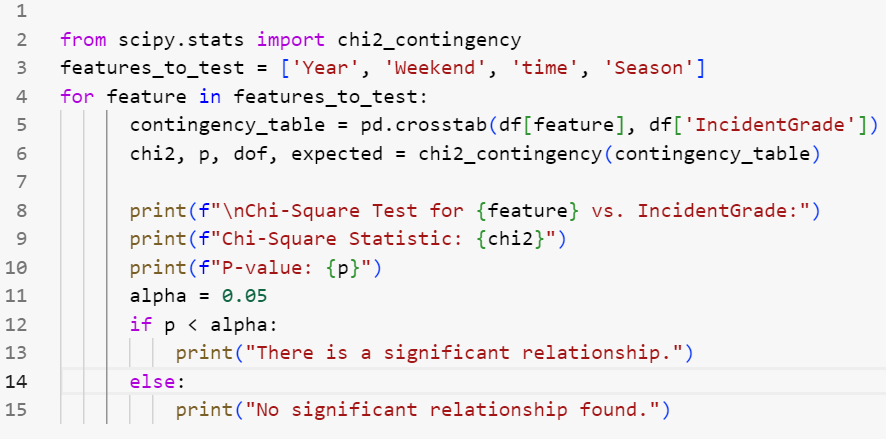 1
2 from scipy.stats import chi2_contingency
3 features_to_test = ['Year', 'Weekend', 'time', 'Season']
4 for feature in features_to_test:
5 contingency_table = pd.crosstab(df[feature], df['IncidentGrade'])
6 chi2, p, dof, expected = chi2_contingency(contingency_table)
7
8 print(f"\nChi-Square Test for {feature} vs. IncidentGrade:")
9 print(f"Chi-Square Statistic: {chi2}")
10 print(f"P-value: {p}")
11 alpha = 0.05
12 if p < alpha:
13 print("There is a significant relationship.")
14 else:
15 print("No significant relationship found.")